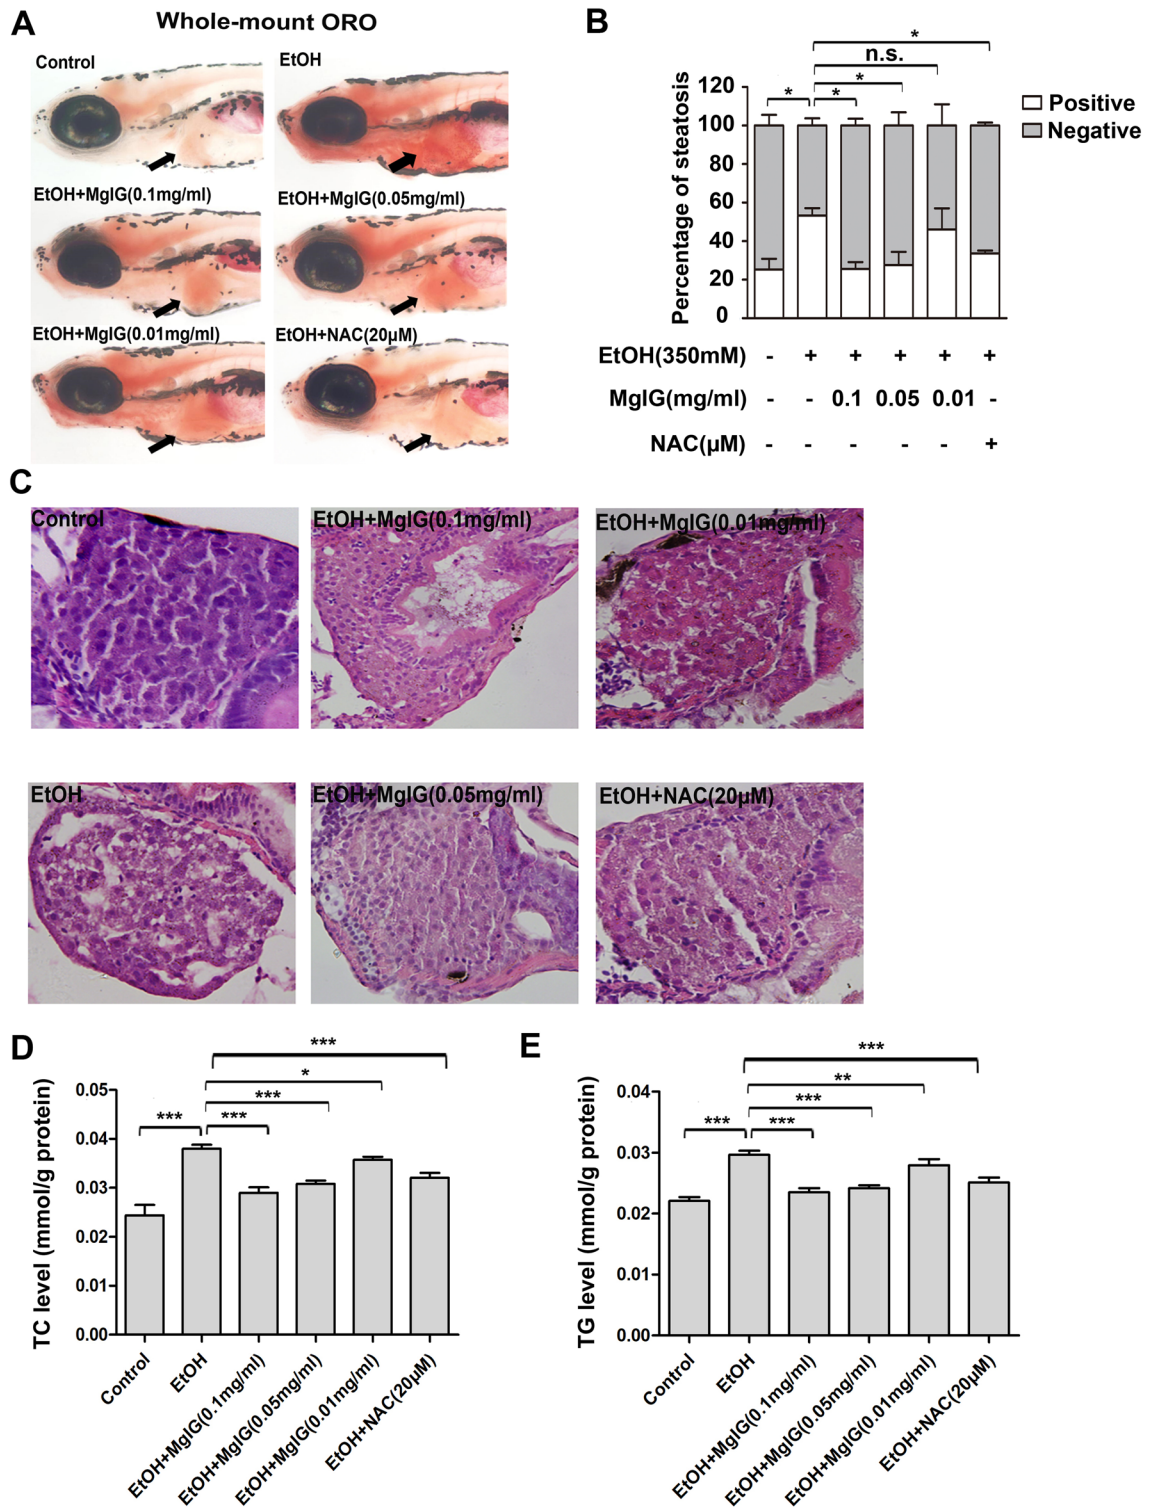 A
Whole-mount ORO
Control
EtOH
EtOH+MgIG(0.1mg/ml)
EtOH+MgIG(0.05mg/ml)
EtOH+MgIG(0.01mg/ml)
EtOH+NAC(20μM)
B
*
n.s.
*
* *
Percentage of steatosis
120
100
80
60
40
20
0
Positive
Negative
EtOH(350mM) - + + + + +
MgIG(mg/ml) - - 0.1 0.05 0.01 -
NAC(μM) - - - - - +
C
Control
EtOH+MgIG(0.1mg/ml)
EtOH+MgIG(0.01mg/ml)
EtOH
EtOH+MgIG(0.05mg/ml)
EtOH+NAC(20μM)
D
***
*
***
*** ***
TC level (mmol/g protein)
0.05
0.04
0.03
0.02
0.01
0.00
Control
EtOH
EtOH+MgIG(0.1mg/ml)
EtOH+MgIG(0.05mg/ml)
EtOH+MgIG(0.01mg/ml)
EtOH+NAC(20μM)
E
***
**
***
*** ***
TG level (mmol/g protein)
0.04
0.03
0.02
0.01
0.00
Control
EtOH
EtOH+MgIG(0.1mg/ml)
EtOH+MgIG(0.05mg/ml)
EtOH+MgIG(0.01mg/ml)
EtOH+NAC(20μM)